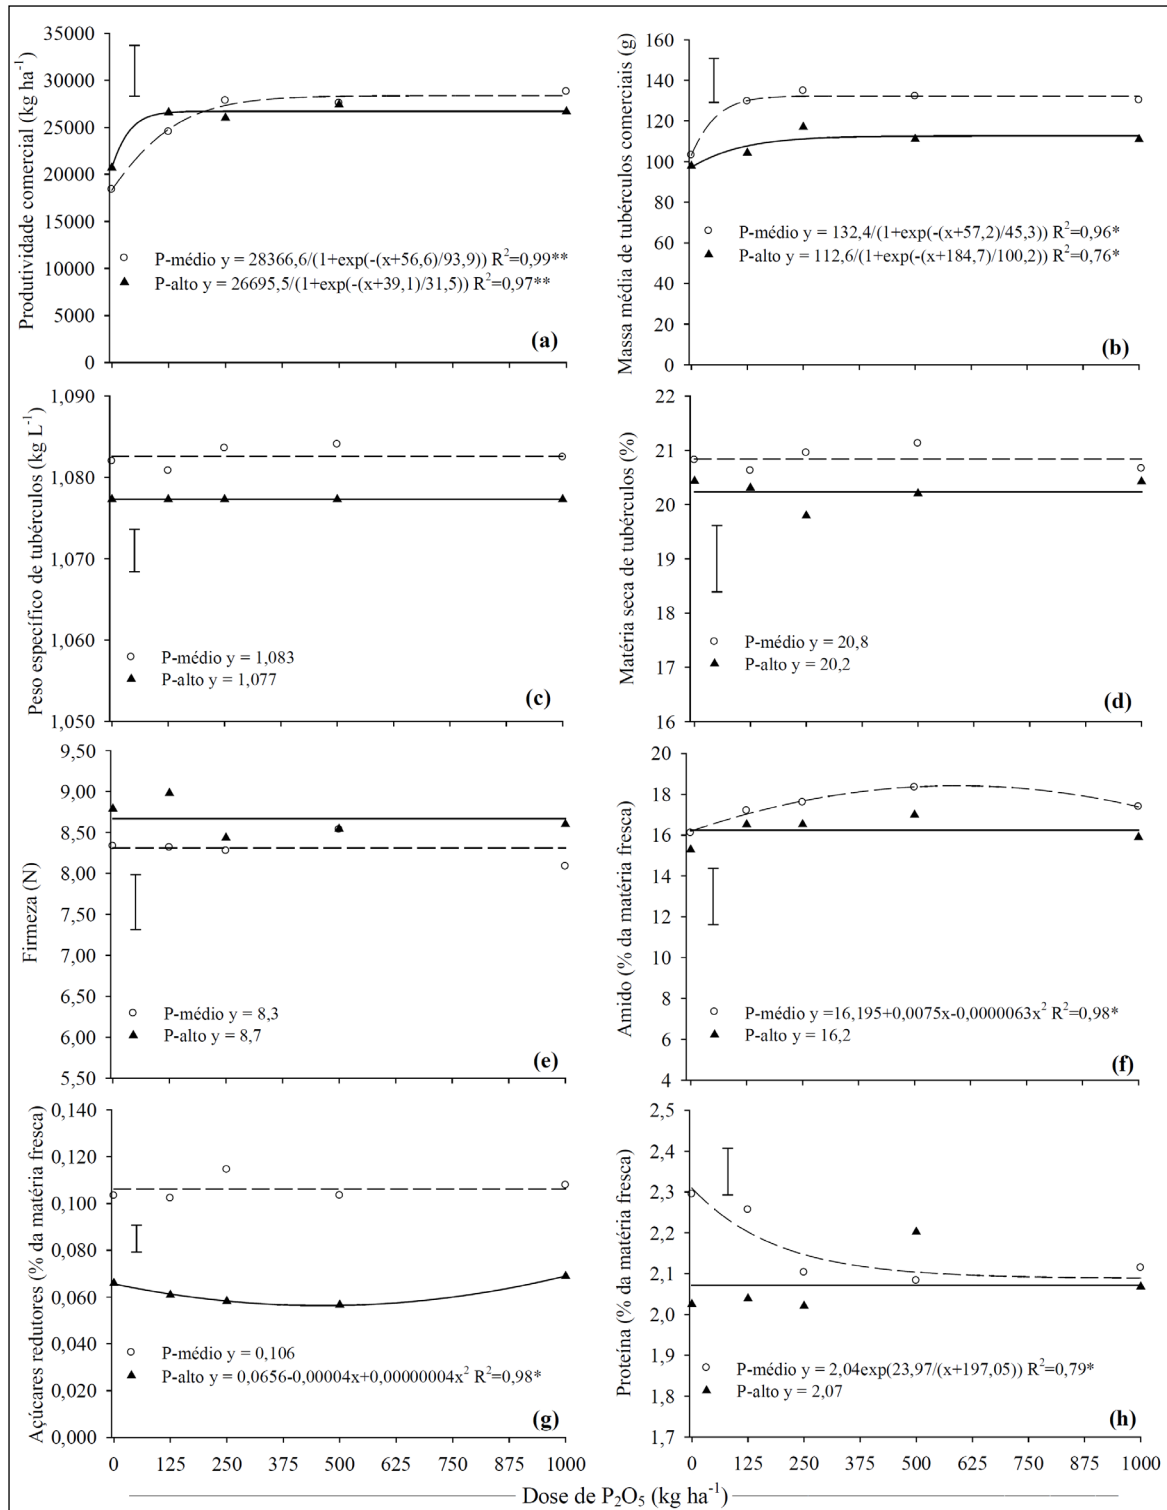 Produtividade comercial (kg ha⁻¹)
35000
30000
25000
20000
15000
10000
5000
0
P-médio y = 28366,6/(1+exp(-(x+56,6)/93,9)) R²=0,99**
P-alto y = 26695,5/(1+exp(-(x+39,1)/31,5)) R²=0,97**
(a)
Massa média de tubérculos comerciais (g)
160
140
120
100
80
60
40
20
0
P-médio y = 132,4/(1+exp(-(x+57,2)/45,3)) R²=0,96*
P-alto y = 112,6/(1+exp(-(x+184,7)/100,2)) R²=0,76*
(b)
Peso específico de tubérculos (kg L⁻¹)
1,090
1,080
1,070
1,060
1,050
P-médio y = 1,083
P-alto y = 1,077
(c)
Matéria seca de tubérculos (%)
22
21
20
19
18
17
16
P-médio y = 20,8
P-alto y = 20,2
(d)
Firmeza (N)
9,50
9,00
8,50
8,00
7,50
7,00
6,50
6,00
5,50
P-médio y = 8,3
P-alto y = 8,7
(e)
Amido (% da matéria fresca)
20
18
16
14
12
10
8
6
4
P-médio y =16,195+0,0075x-0,0000063x² R²=0,98*
P-alto y = 16,2
(f)
Açúcares redutores (% da matéria fresca)
0,140
0,120
0,100
0,080
0,060
0,040
0,020
0,000
P-médio y = 0,106
P-alto y = 0,0656-0,00004x+0,00000004x² R²=0,98*
(g)
0 125 250 375 500 625 750 875 1000
Proteína (% da matéria fresca)
2,5
2,4
2,3
2,2
2,1
2,0
1,9
1,8
1,7
P-médio y = 2,04exp(23,97/(x+197,05)) R²=0,79*
P-alto y = 2,07
(h)
0 125 250 375 500 625 750 875 1000
Dose de P₂O₅ (kg ha⁻¹)